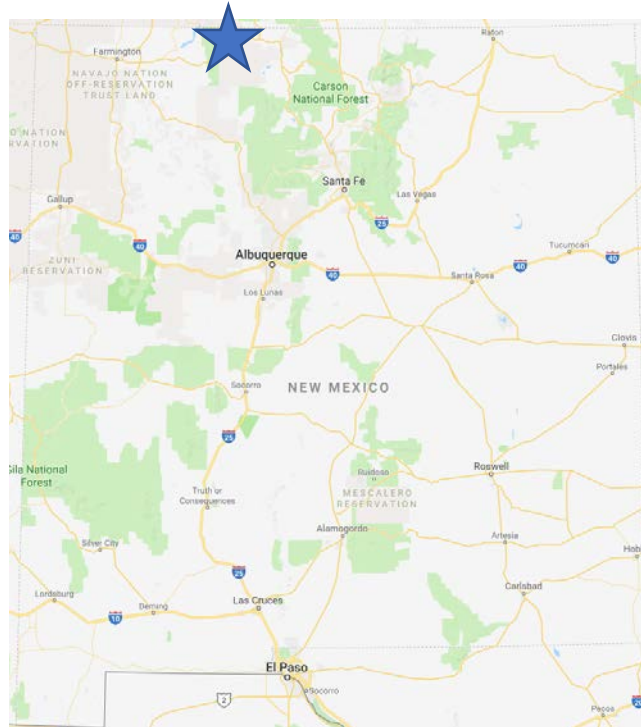 Farmington
Raton
NAVAJO NATION
OFF-RESERVATION
TRUST LAND
Carson
National Forest
O NATION
RVATION
Santa Fe
Las Vegas
Gallup
25
40
40
Albuquerque
Tucumcari
ZUNI
RESERVATION
40
40
40
Santa Rosa
Los Lunas
Clovis
Portales
Socorro
NEW MEXICO
25
Gila National
Forest
Ruidoso
Roswell
Truth or
Consequences
MESCALERO
RESERVATION
Alamogordo
Artesia
Silver City
Hob
25
Lordsburg
Deming
Las Cruces
Carlsbad
10
El Paso
Socorro
2
Pecos